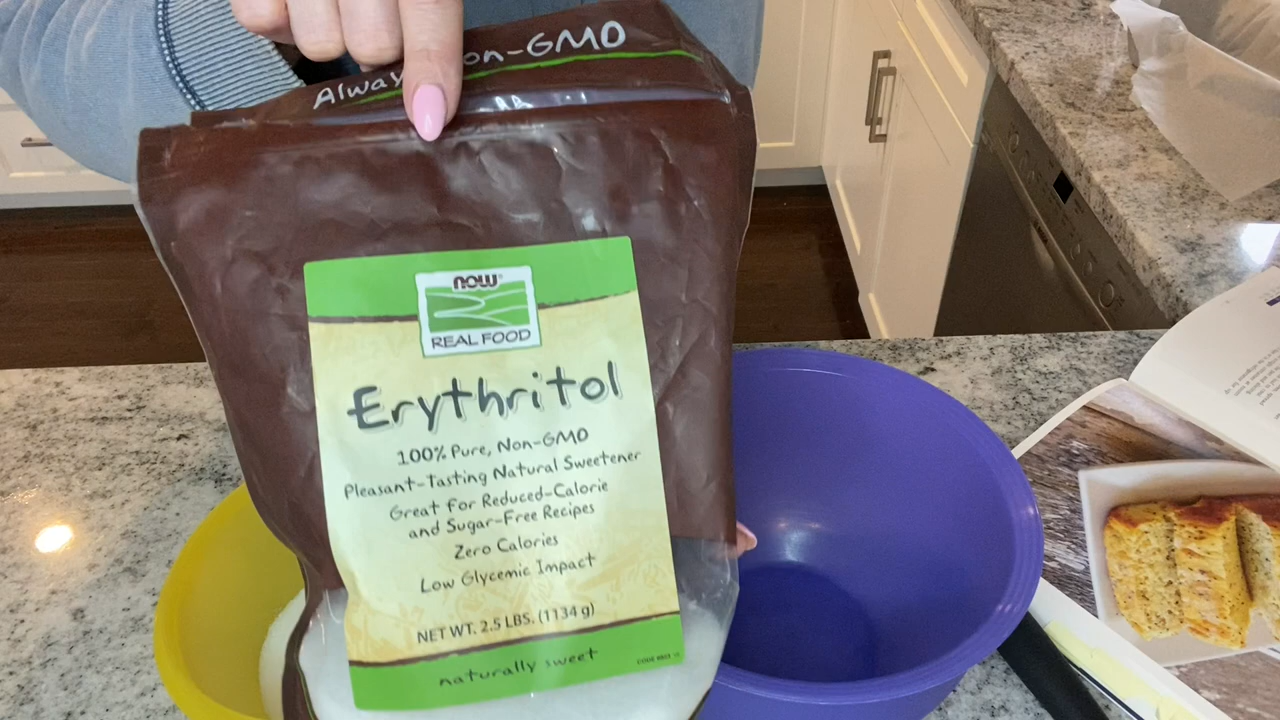 Always Non-GMO
NOW
REAL FOOD
Erythritol
100% Pure, Non-GMO
Pleasant-Tasting Natural Sweetener
Great for Reduced-Calorie
and Sugar-Free Recipes
Zero Calories
Low Glycemic Impact
NET WT. 2.5 LBS. (1134 g)
naturally sweet